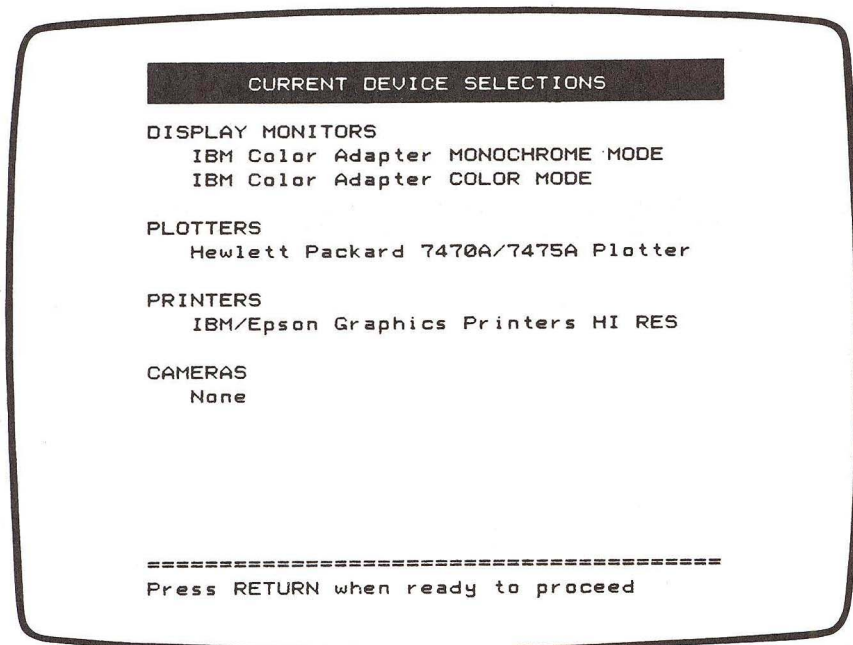 CURRENT DEVICE SELECTIONS
DISPLAY MONITORS
IBM Color Adapter MONOCHROME MODE
IBM Color Adapter COLOR MODE
PLOTTERS
Hewlett Packard 7470A/7475A Plotter
PRINTERS
IBM/Epson Graphics Printers HI RES
CAMERAS
None
========================================
Press RETURN when ready to proceed